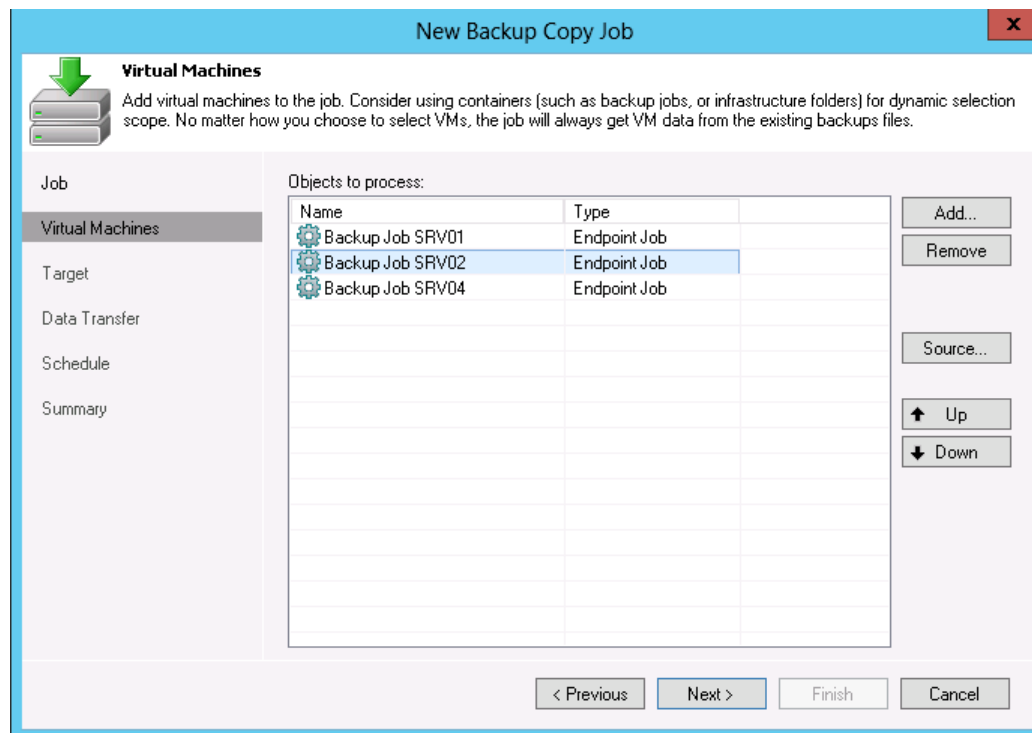 New Backup Copy Job
x
Virtual Machines
Add virtual machines to the job. Consider using containers (such as backup jobs, or infrastructure folders) for dynamic selection
scope. No matter how you choose to select VMs, the job will always get VM data from the existing backups files.
Job
Virtual Machines
Target
Data Transfer
Schedule
Summary
Objects to process:
Name Type
Backup Job SRV01 Endpoint Job
Backup Job SRV02 Endpoint Job
Backup Job SRV04 Endpoint Job
Add...
Remove
Source...
Up
Down
< Previous
Next >
Finish
Cancel